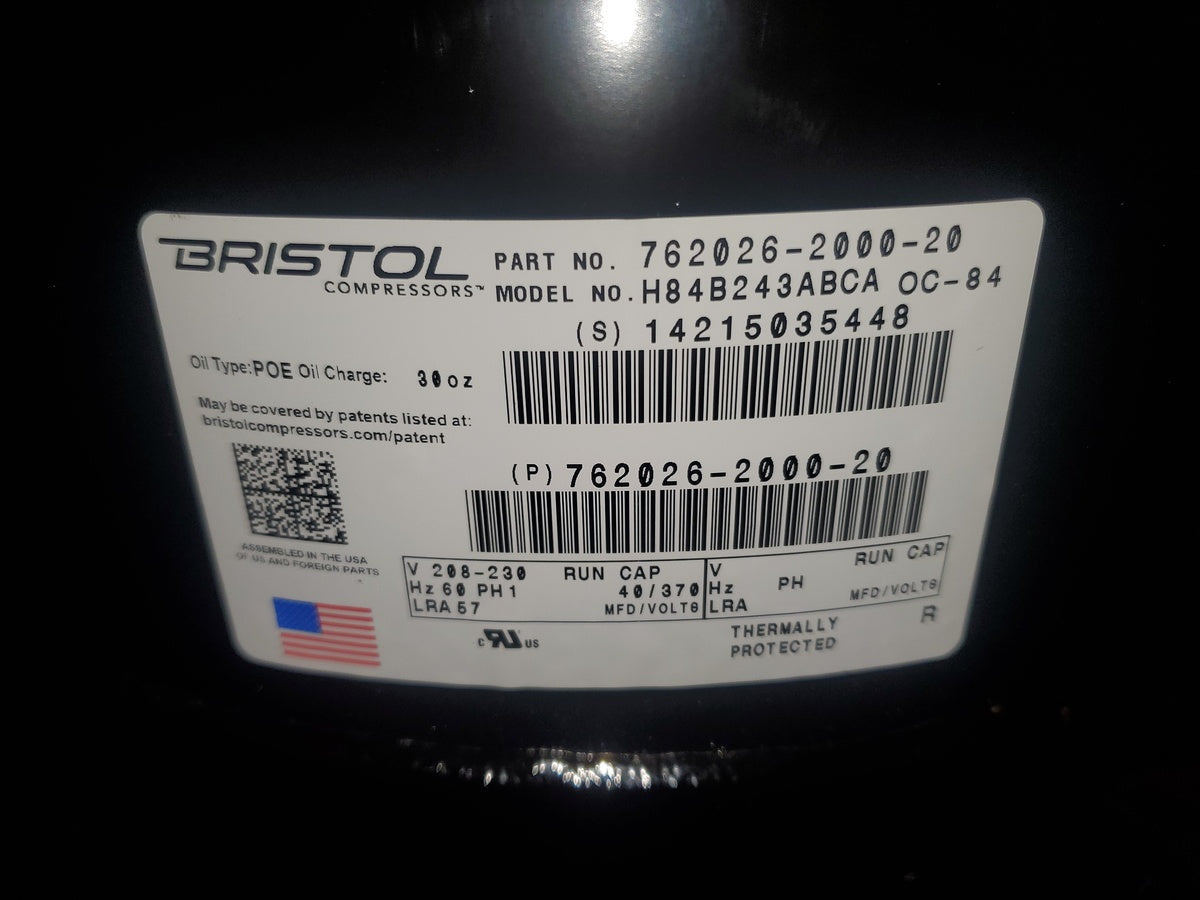 BRISTOL
COMPRESSORS™
PART NO. 762026-2000-20
MODEL NO. H84B243ABCA OC-84
(S) 14215035448
Oil Type: POE Oil Charge: 30oz
May be covered by patents listed at:
bristolcompressors.com/patent
(P) 762026-2000-20
ASSEMBLED IN THE USA
OF US AND FOREIGN PARTS
V 208-230 RUN CAP
Hz 60 PH 1 40/370
LRA 57 MFD/VOLTS
V RUN CAP
Hz PH
LRA MFD/VOLTS
c RU us
THERMALLY
PROTECTED
R